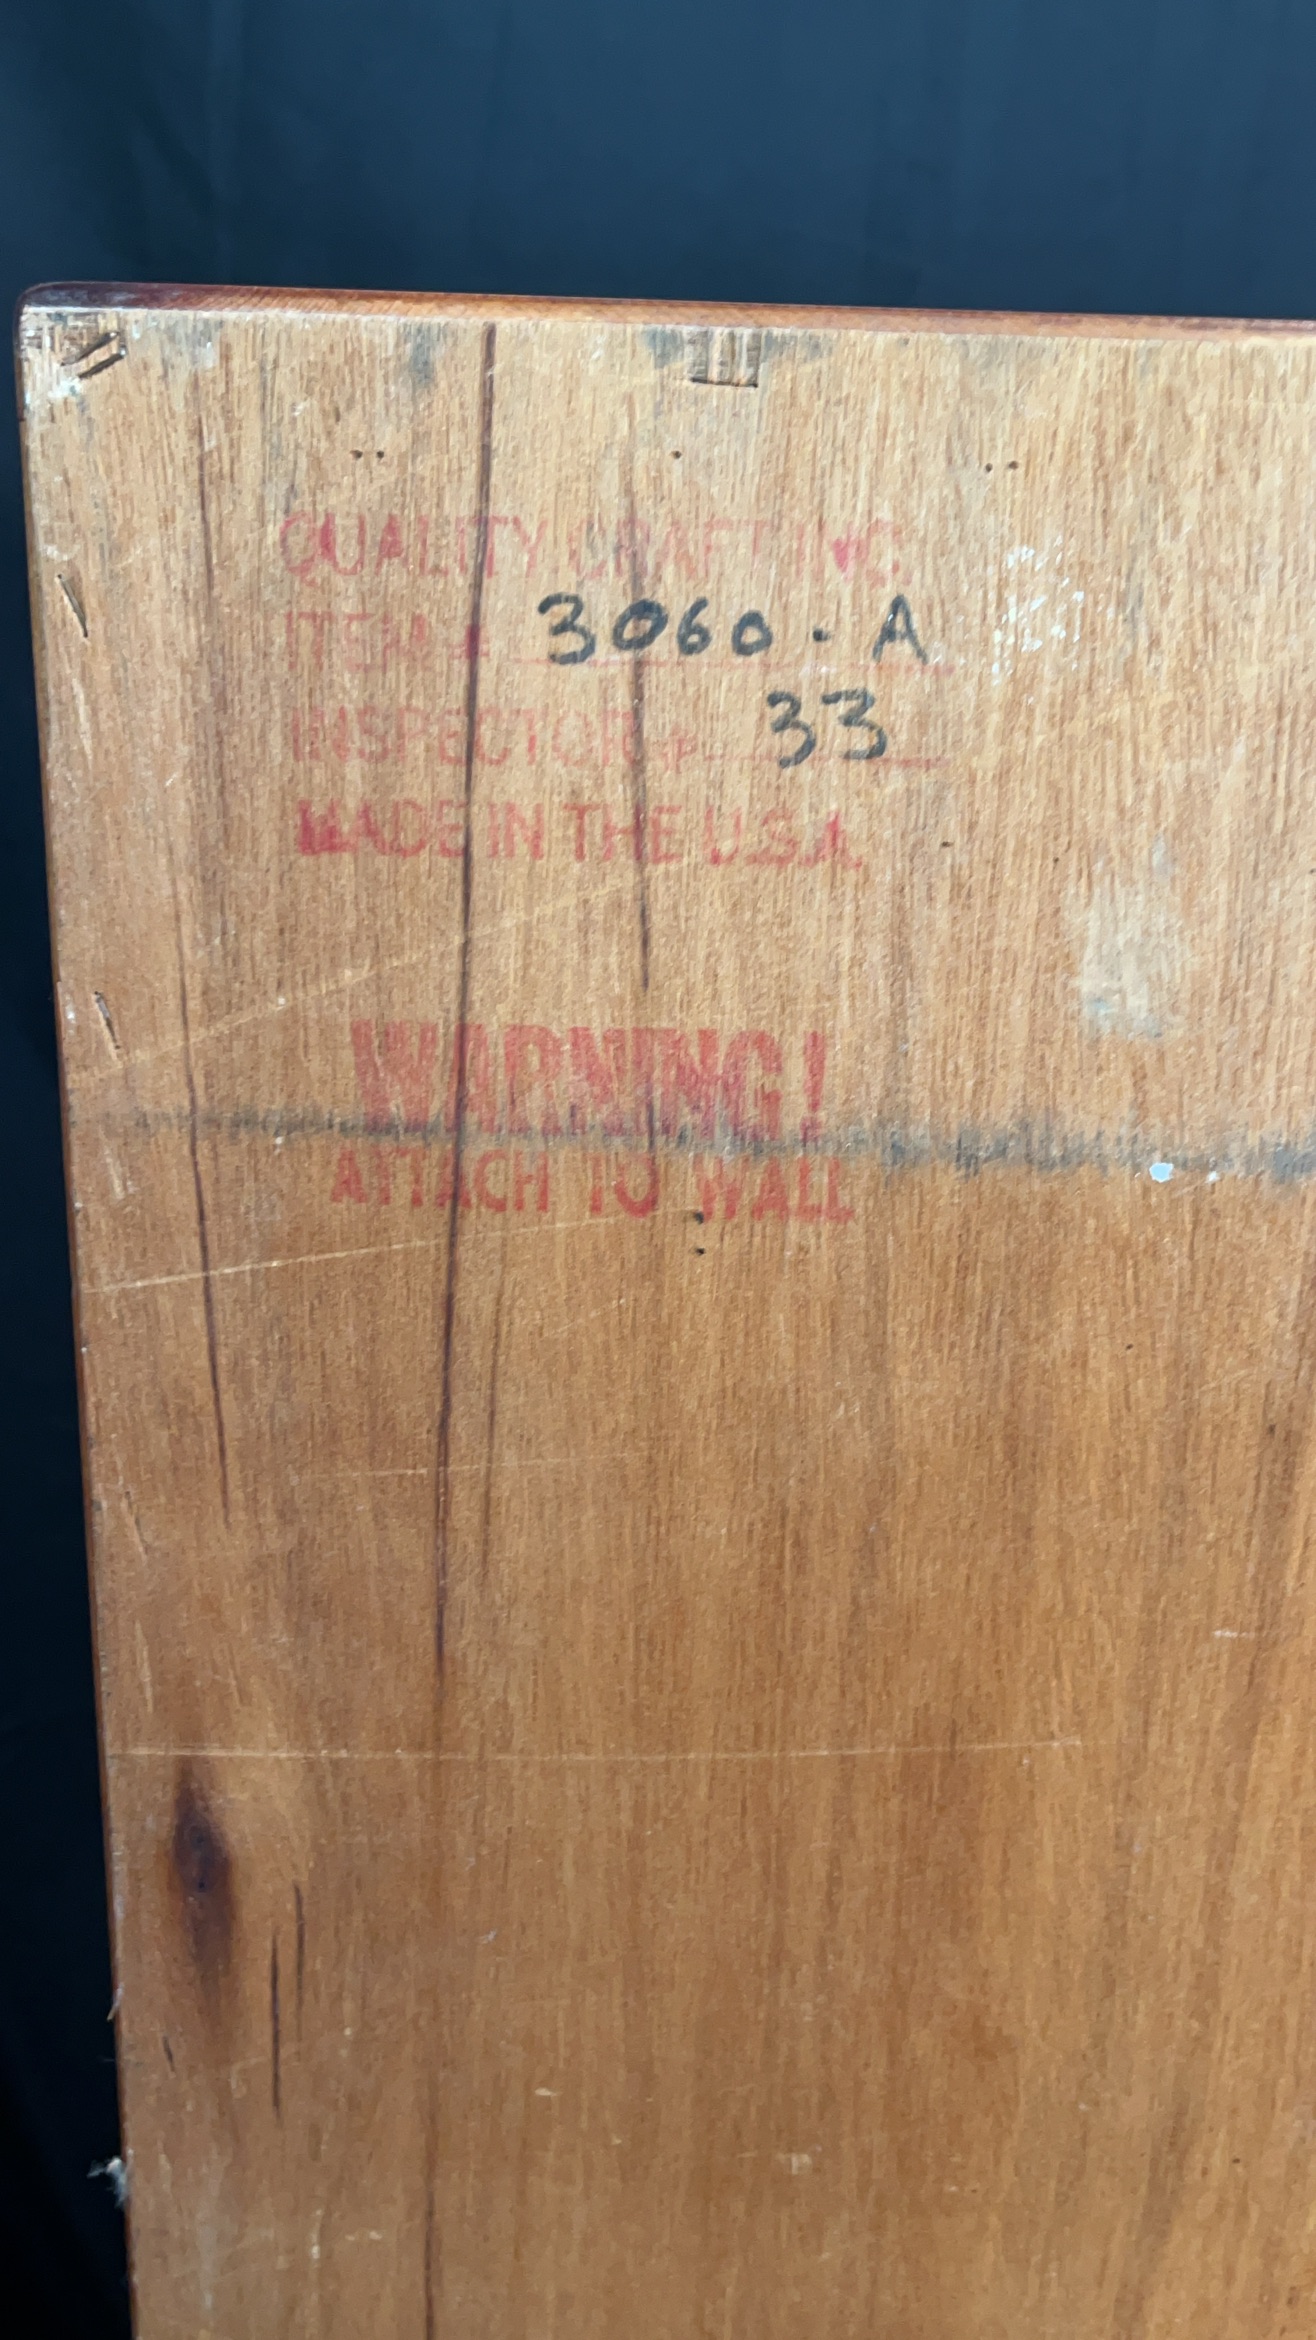 QUALITY CRAFT INC.
ITEM # 3060 - A
INSPECTOR # 33
MADE IN THE U.S.A.
WARNING!
ATTACH TO WALL